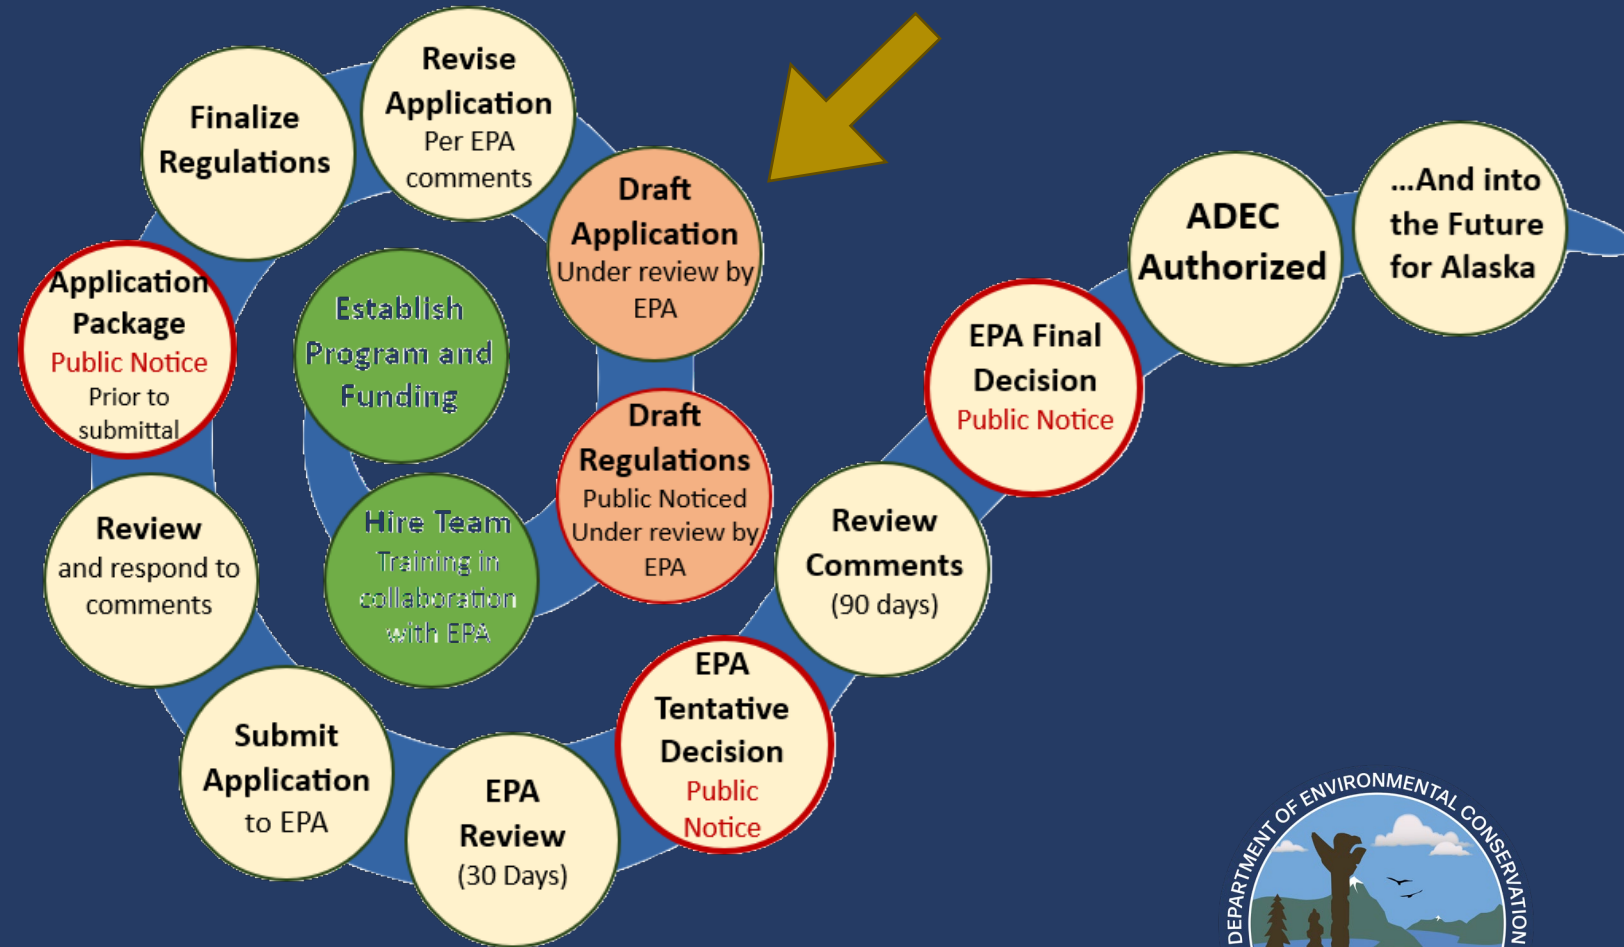 Establish
Program and
Funding
Hire Team
Training in
collaboration
with EPA
Draft
Regulations
Public Noticed
Under review by
EPA
Draft
Application
Under review by
EPA
Revise
Application
Per EPA
comments
Finalize
Regulations
Application
Package
Public Notice
Prior to
submittal
Review
and respond to
comments
Submit
Application
to EPA
EPA
Review
(30 Days)
EPA
Tentative
Decision
Public
Notice
Review
Comments
(90 days)
EPA Final
Decision
Public Notice
ADEC
Authorized
...And into
the Future
for Alaska
DEPARTMENT OF ENVIRONMENTAL CONSERVATION